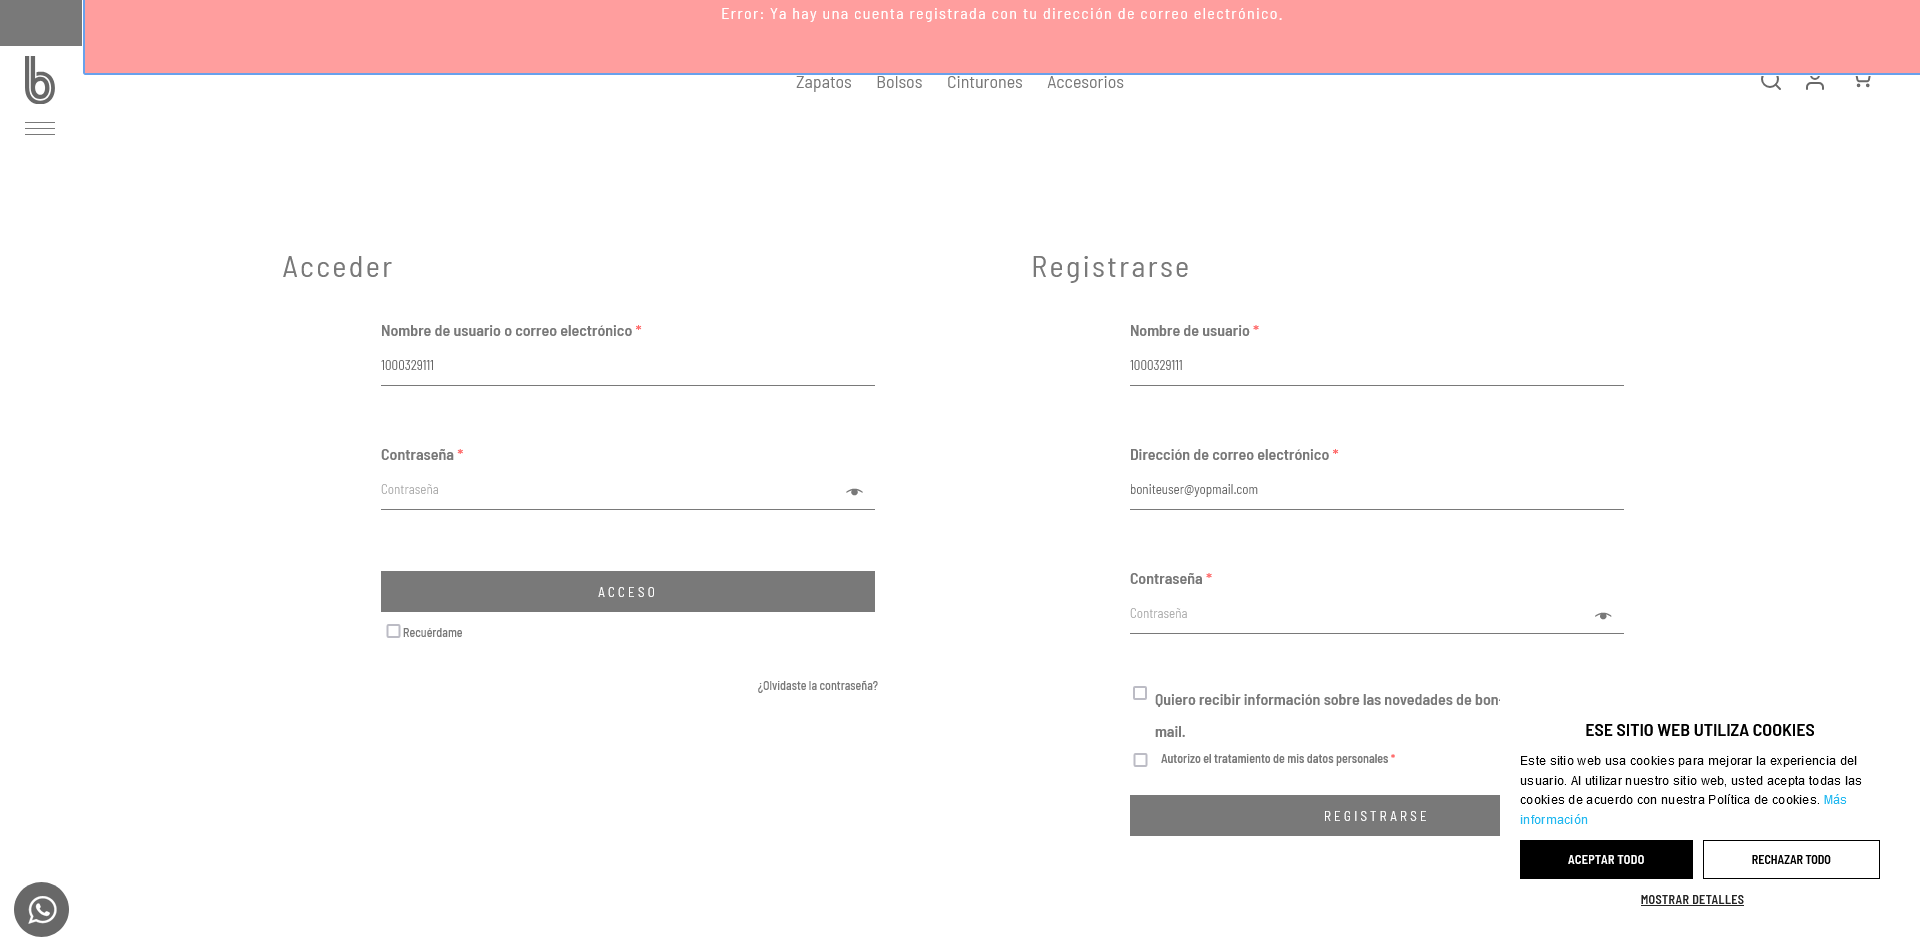 Error: Ya hay una cuenta registrada con tu dirección de correo electrónico.
Zapatos Bolsos Cinturones Accesorios
b
Acceder
Nombre de usuario o correo electrónico *
1000329111
Contraseña *
Contraseña
ACCESO
Recuérdame
¿Olvidaste la contraseña?
Registrarse
Nombre de usuario *
1000329111
Dirección de correo electrónico *
boniteuser@yopmail.com
Contraseña *
Contraseña
Quiero recibir información sobre las novedades de bon
mail.
Autorizo el tratamiento de mis datos personales *
REGISTRARSE
ESE SITIO WEB UTILIZA COOKIES
Este sitio web usa cookies para mejorar la experiencia del
usuario. Al utilizar nuestro sitio web, usted acepta todas las
cookies de acuerdo con nuestra Política de cookies. Más
información
ACEPTAR TODO
RECHAZAR TODO
MOSTRAR DETALLES